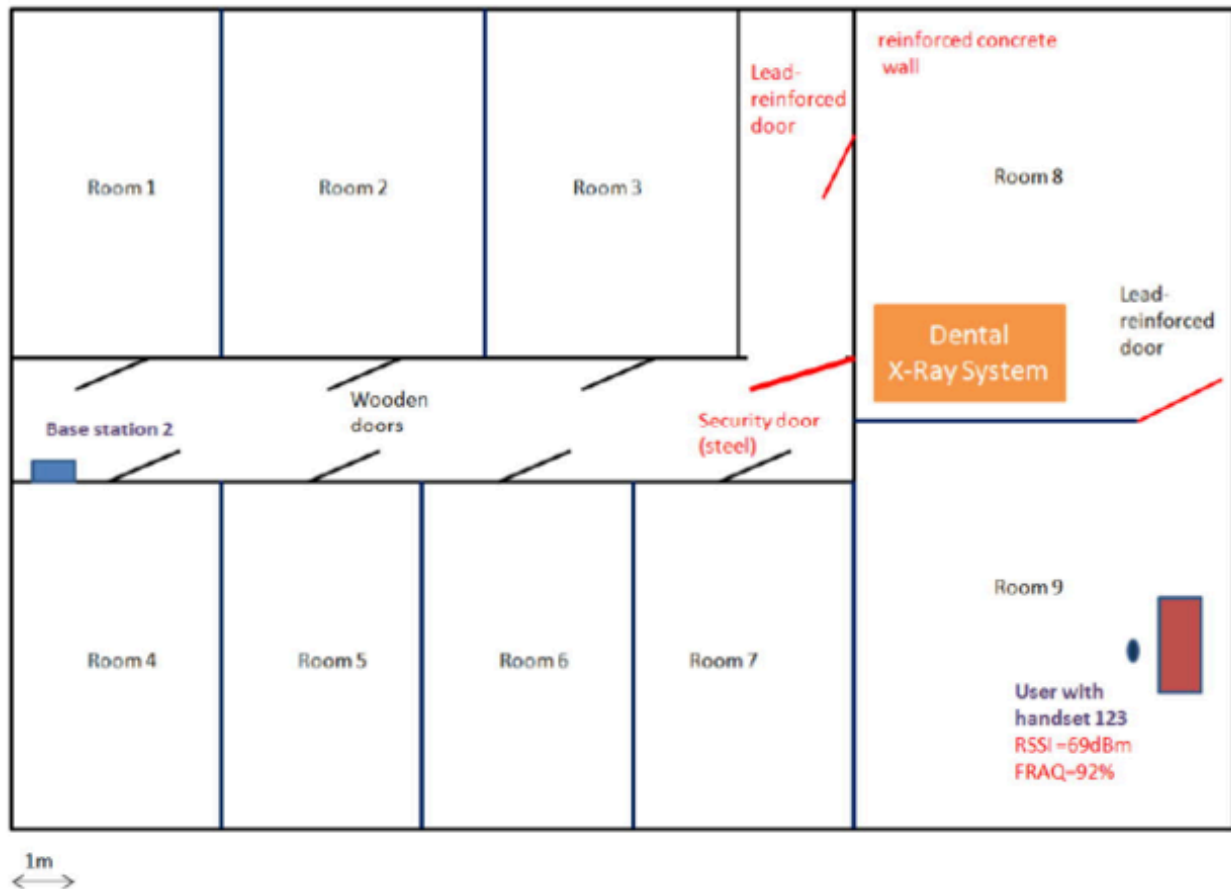 reinforced concrete
wall
Lead-
reinforced
door
Room 1
Room 2
Room 3
Room 8
Lead-
reinforced
door
Dental
X-Ray System
Wooden
doors
Base station 2
Security door
(steel)
Room 9
Room 4
Room 5
Room 6
Room 7
User with
handset 123
RSSI =69dBm
FRAQ=92%
1m